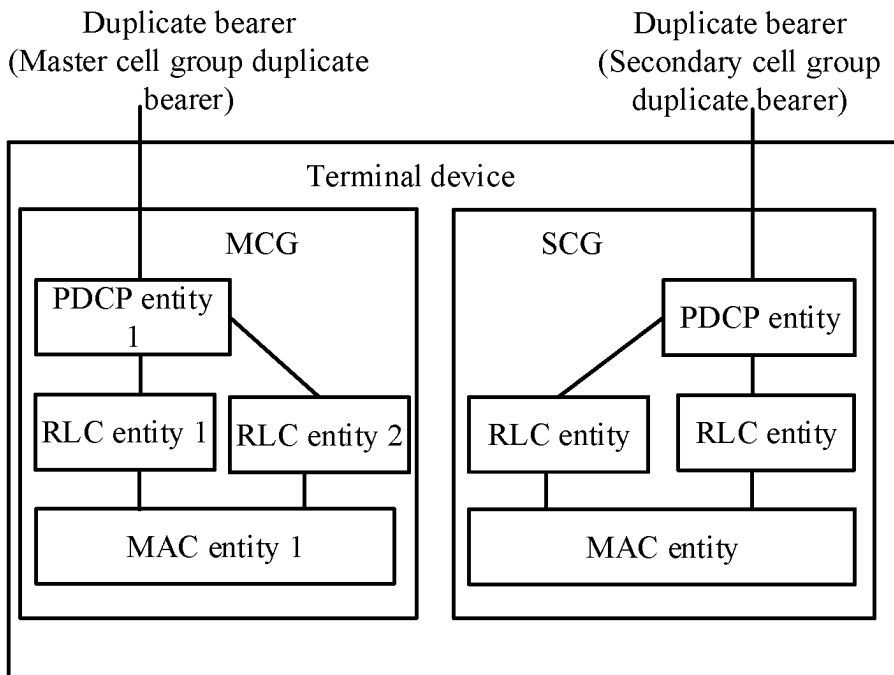 Duplicate bearer
(Master cell group duplicate
bearer)
Duplicate bearer
(Secondary cell group
duplicate bearer)
Terminal device
MCG
PDCP entity
1
RLC entity 1
RLC entity 2
MAC entity 1
SCG
PDCP entity
RLC entity
RLC entity
MAC entity